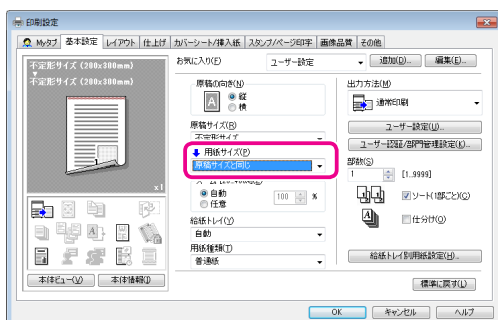 印刷設定
Myタブ 基本設定 レイアウト 仕上げ カバーシート/挿入紙 スタンプ/ページ印字 画像品質 その他
不定形サイズ (280x380mm)
不定形サイズ (280x380mm)
1
x1
本体ビュー(V) 本体情報(I)
お気に入り(F) ユーザー設定 追加(D)... 編集(E)...
原稿の向き(N)
A
縦
横
原稿サイズ(R)
不定形サイズ
用紙サイズ(P)
原稿サイズと同じ
自動
任意
100 %
給紙トレイ(Y)
自動
用紙種類(T)
普通紙
出力方法(M)
通常印刷
ユーザー設定(U)...
ユーザー認証/部門管理設定(K)...
部数(S)
1 [1..9999]
ソート(1部ごと)(C)
仕分け(O)
給紙トレイ別用紙設定(H)...
標準に戻す(L)
OK キャンセル ヘルプ